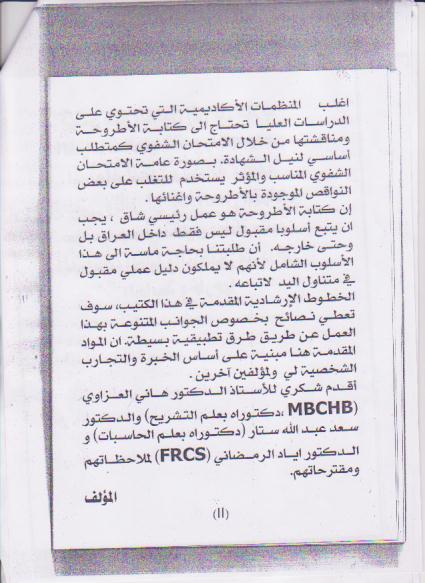 اغلب المنظمات الأكاديمية التي تحتوي على
الدراسات العليا تحتاج الى كتابة الأطروحة
ومناقشتها من خلال الامتحان الشفوي كمتطلب
أساسي لنيل الشهادة. بصورة عامة الامتحان
الشفوي المناسب والمؤثر يستخدم للتغلب على بعض
النواقص الموجودة بالأطروحة واغنائها.
إن كتابة الأطروحة هو عمل رئيسي شاق ، يجب
ان يتبع أسلوبا مقبول ليس فقط داخل العراق بل
وحتى خارجه. أن طلبتنا بحاجة ماسة الى هذا
الأسلوب الشامل لأنهم لا يملكون دليل عملي مقبول
في متناول اليد لاتباعه .
الخطوط الإرشادية المقدمة في هذا الكتيب، سوف
تعطي نصائح بخصوص الجوانب المتنوعة بهذا
العمل عن طريق طرق تطبيقية بسيطة. ان المواد
المقدمة هنا مبنية على أساس الخبرة والتجارب
الشخصية لي ولمؤلفين آخرين .
أقدم شكري للأستاذ الدكتور هاني العزاوي
(MBCHB ،دكتوراه بعلم التشريح) والدكتور
سعد عبد الله ستار (دكتوراه بعلم الحاسبات) و
الدكتور اياد الرمضاني (FRCS) لملاحظاتهم
ومقترحاتهم.
المؤلف
(II)